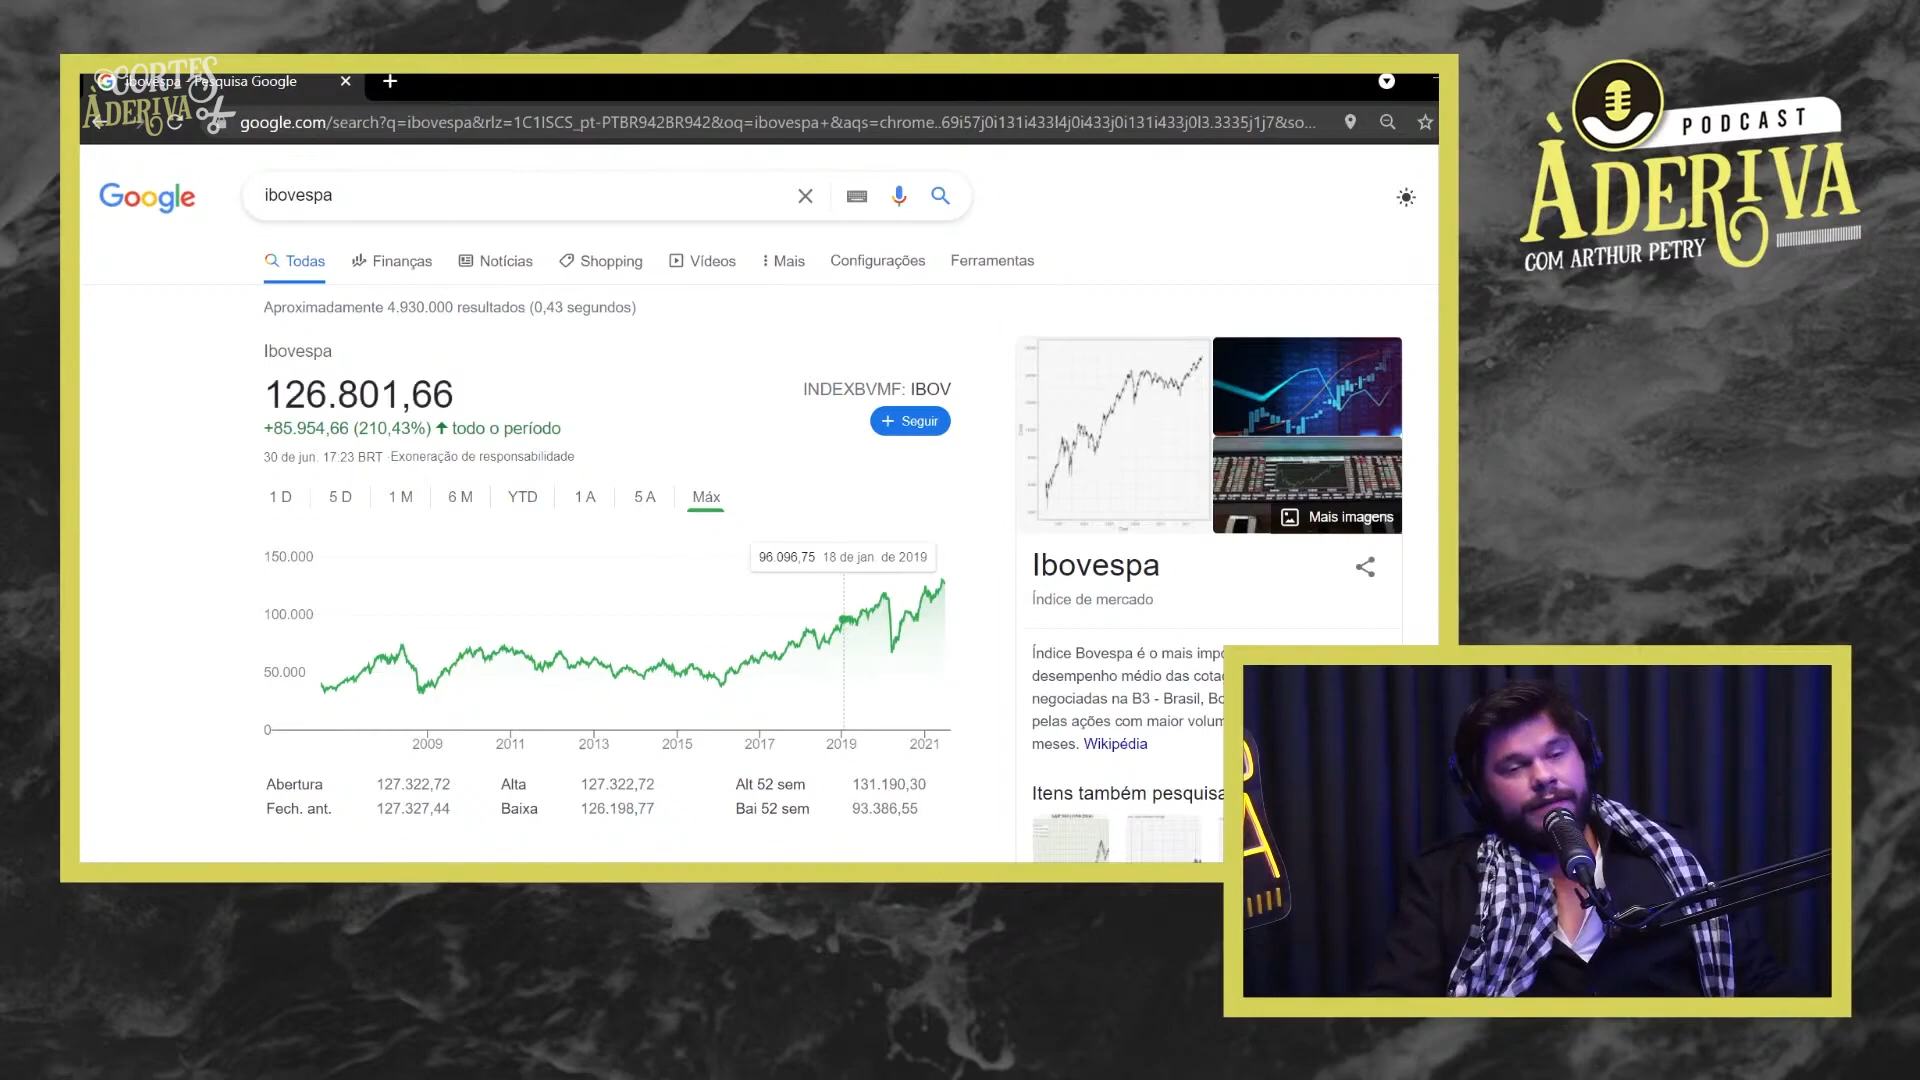 CORTES
ÀDERIVA
ibovespa - Pesquisa Google
google.com/search?q=ibovespa&rlz=1C1ISCS_pt-PTBR942BR942&oq=ibovespa+&aqs=chrome..69i57j0i131i433l4j0i433j0i131i433j0l3.3335j1j7&so...
PODCAST
ÀDERIVA
COM ARTHUR PETRY
Google
ibovespa
Todas Finanças Notícias Shopping Vídeos Mais Configurações Ferramentas
Aproximadamente 4.930.000 resultados (0,43 segundos)
Ibovespa
126.801,66
INDEXBVMF: IBOV
+85.954,66 (210,43%) todo o período
+ Seguir
30 de jun. 17:23 BRT · Exoneração de responsabilidade
1 D 5 D 1 M 6 M YTD 1 A 5 A Máx
Mais imagens
150.000
96.096,75 18 de jan. de 2019
100.000
50.000
0
2009 2011 2013 2015 2017 2019 2021
Abertura 127.322,72 Alta 127.322,72 Alt 52 sem 131.190,30
Fech. ant. 127.327,44 Baixa 126.198,77 Bai 52 sem 93.386,55
Ibovespa
Índice de mercado
Índice Bovespa é o mais impo
desempenho médio das cota
negociadas na B3 - Brasil, Bo
pelas ações com maior volum
meses. Wikipédia
Itens também pesquisa